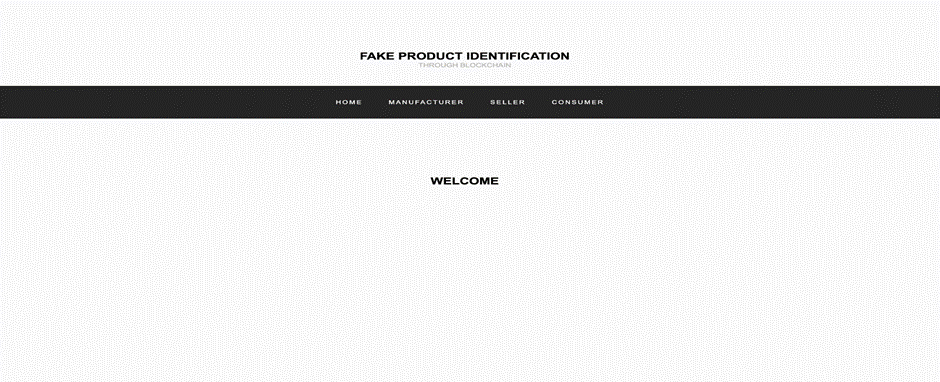 FAKE PRODUCT IDENTIFICATION
THROUGH BLOCKCHAIN
HOME MANUFACTURER SELLER CONSUMER
WELCOME